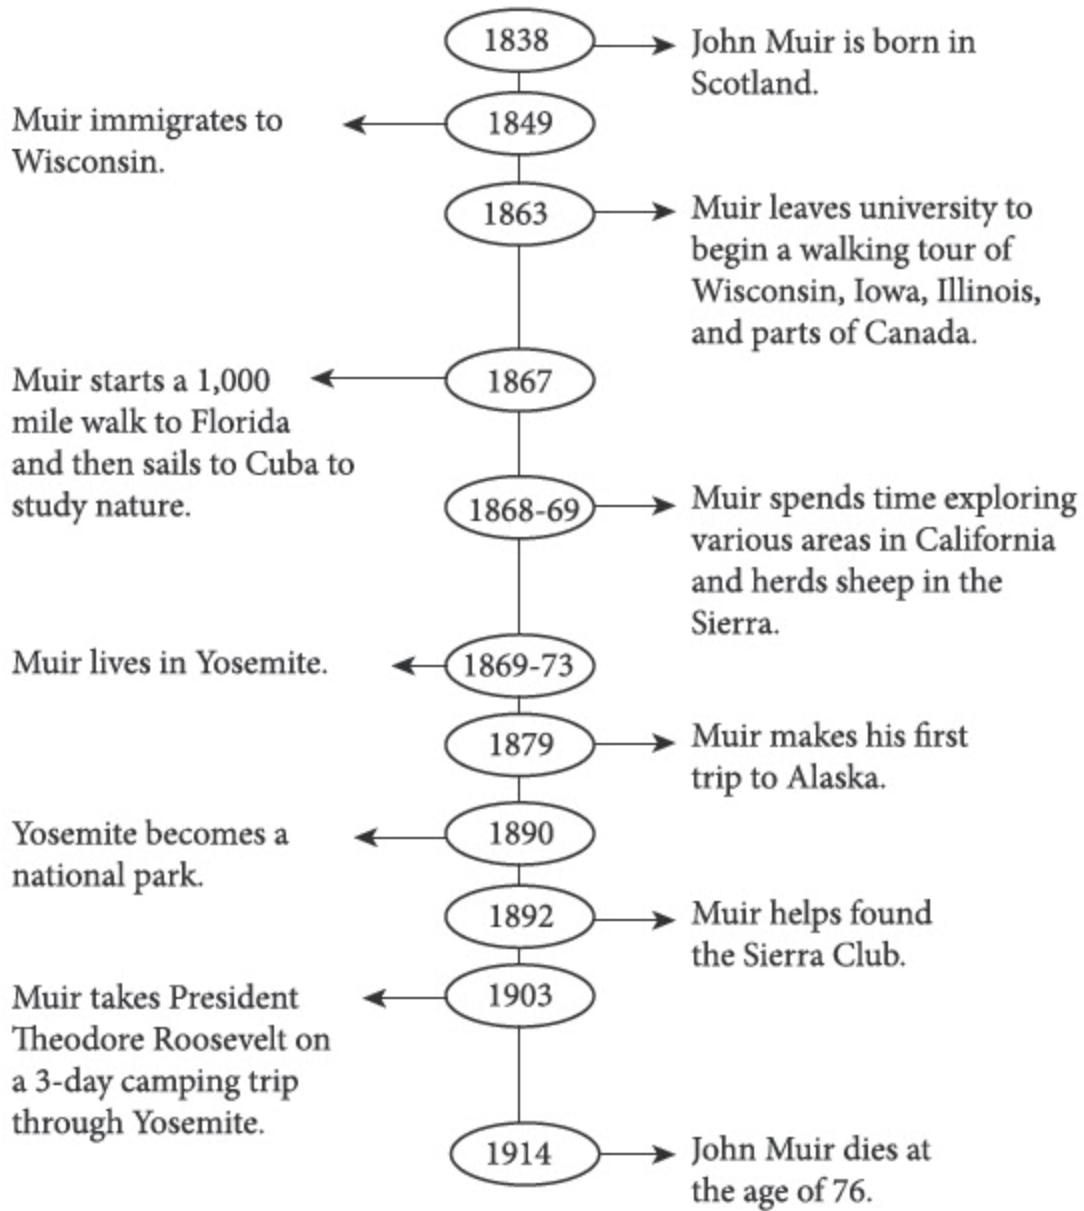 1838
John Muir is born in
Scotland.
Muir immigrates to
Wisconsin.
1849
1863
Muir leaves university to
begin a walking tour of
Wisconsin, Iowa, Illinois,
and parts of Canada.
Muir starts a 1,000
mile walk to Florida
and then sails to Cuba to
study nature.
1867
1868-69
Muir spends time exploring
various areas in California
and herds sheep in the
Sierra.
Muir lives in Yosemite.
1869-73
1879
Muir makes his first
trip to Alaska.
Yosemite becomes a
national park.
1890
1892
Muir helps found
the Sierra Club.
Muir takes President
Theodore Roosevelt on
a 3-day camping trip
through Yosemite.
1903
1914
John Muir dies at
the age of 76.